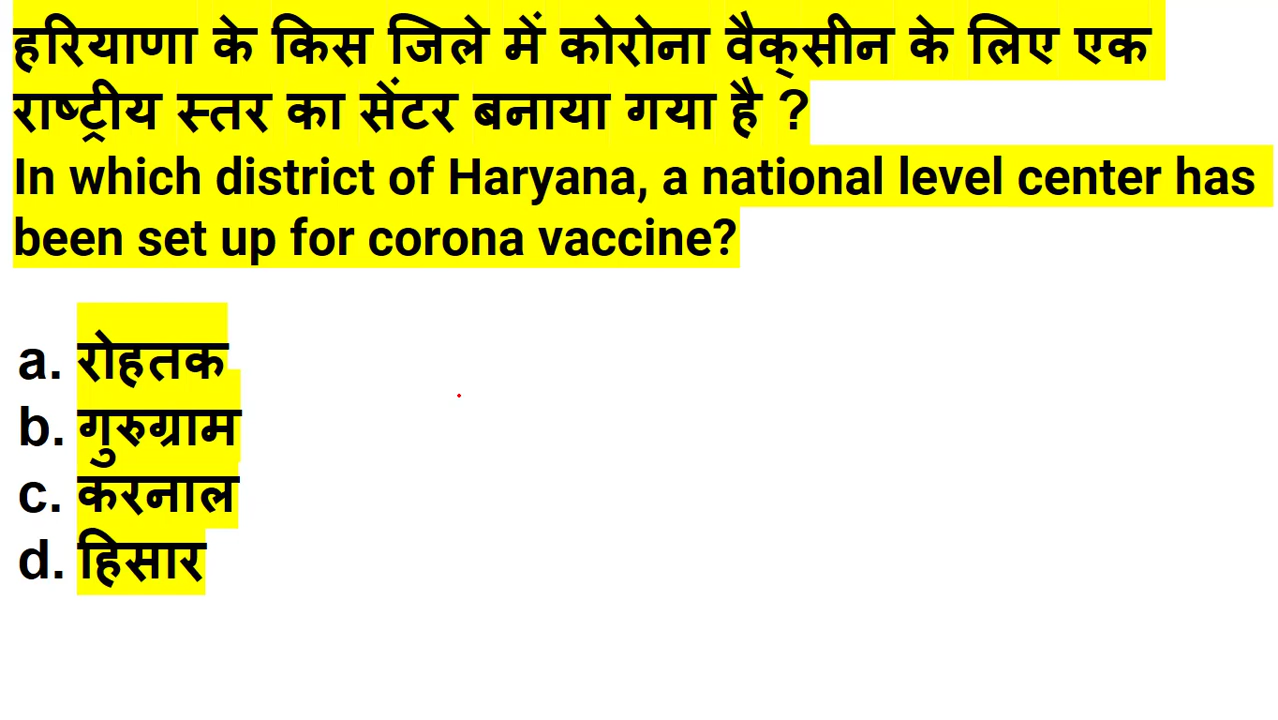 हरियाणा के किस जिले में कोरोना वैक्सीन के लिए एक
राष्ट्रीय स्तर का सेंटर बनाया गया है ?
In which district of Haryana, a national level center has
been set up for corona vaccine?
a. रोहतक
b. गुरुग्राम
c. करनाल
d. हिसार